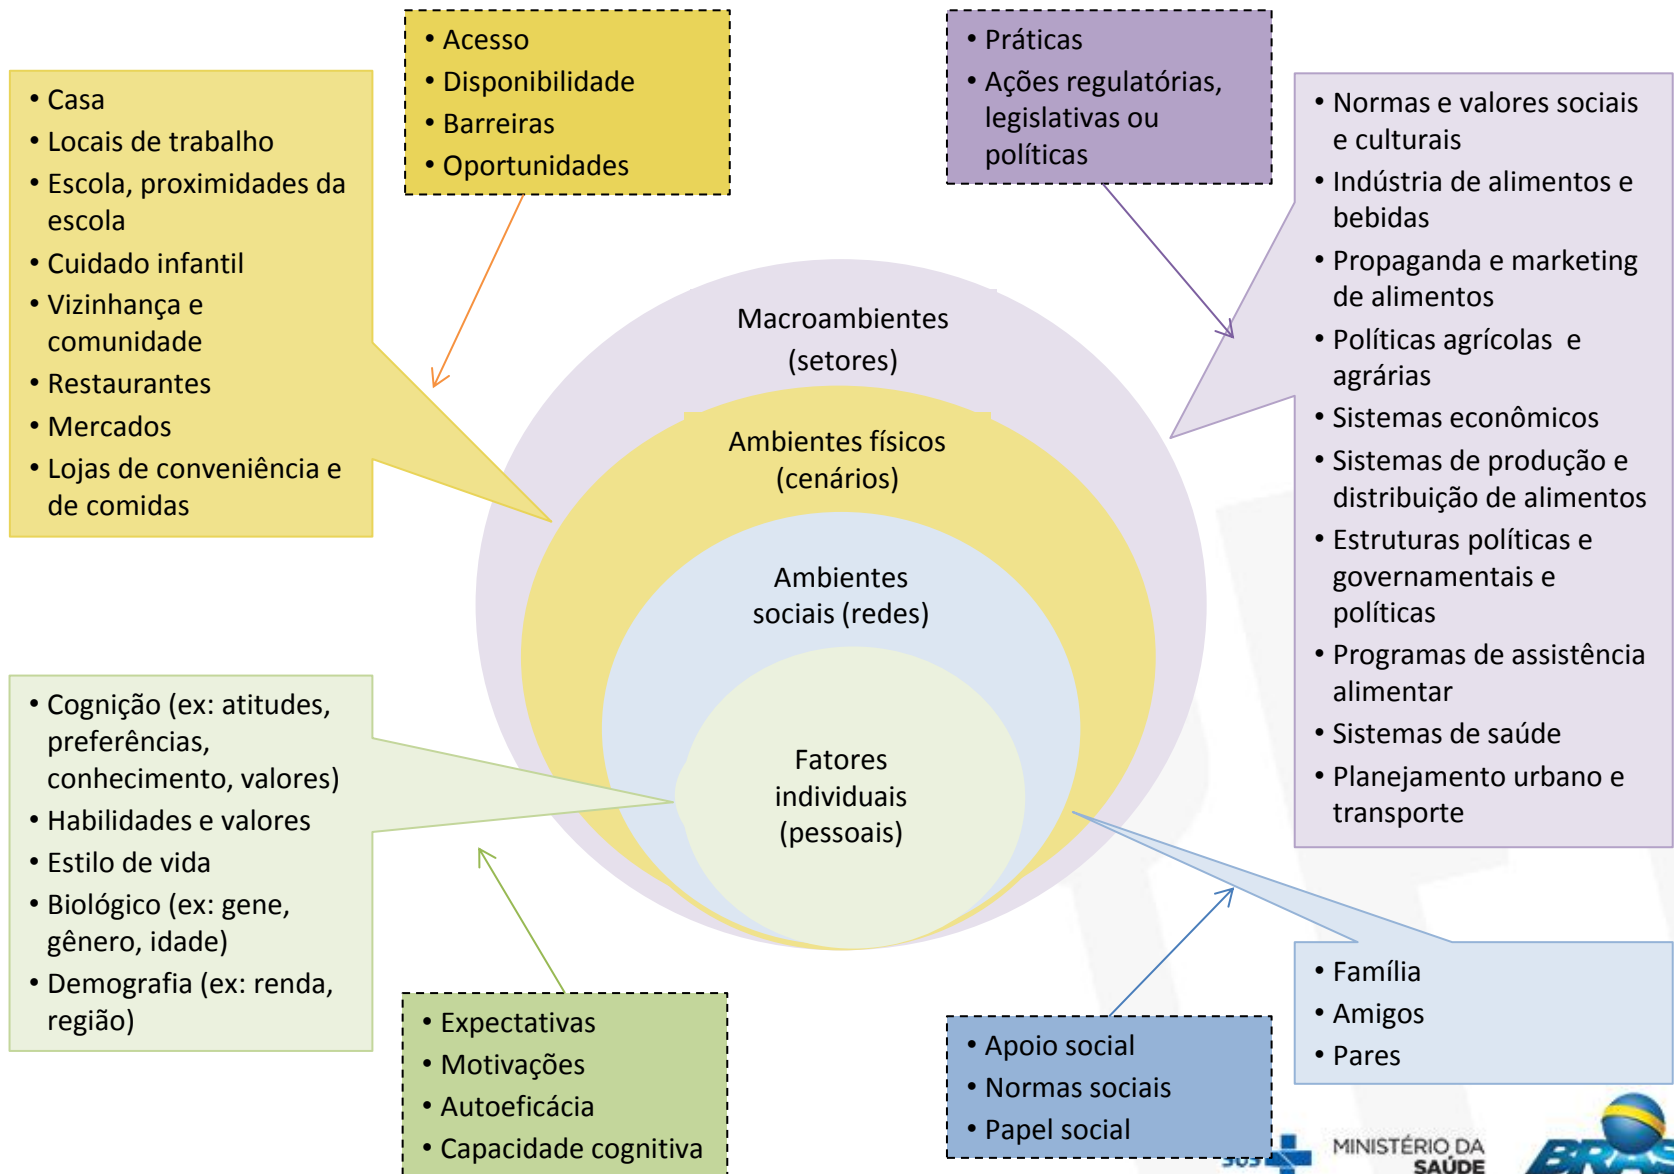 • Acesso
• Disponibilidade
• Barreiras
• Oportunidades
• Práticas
• Ações regulatórias,
legislativas ou
políticas
• Casa
• Locais de trabalho
• Escola, proximidades da
escola
• Cuidado infantil
• Vizinhança e
comunidade
• Restaurantes
• Mercados
• Lojas de conveniência e
de comidas
• Normas e valores sociais
e culturais
• Indústria de alimentos e
bebidas
• Propaganda e marketing
de alimentos
• Políticas agrícolas e
agrárias
• Sistemas econômicos
• Sistemas de produção e
distribuição de alimentos
• Estruturas políticas e
governamentais e
políticas
• Programas de assistência
alimentar
• Sistemas de saúde
• Planejamento urbano e
transporte
Macroambientes
(setores)
Ambientes físicos
(cenários)
Ambientes
sociais (redes)
Fatores
individuais
(pessoais)
• Cognição (ex: atitudes,
preferências,
conhecimento, valores)
• Habilidades e valores
• Estilo de vida
• Biológico (ex: gene,
gênero, idade)
• Demografia (ex: renda,
região)
• Expectativas
• Motivações
• Autoeficácia
• Capacidade cognitiva
• Apoio social
• Normas sociais
• Papel social
• Família
• Amigos
• Pares
MINISTÉRIO DA
SAÚDE